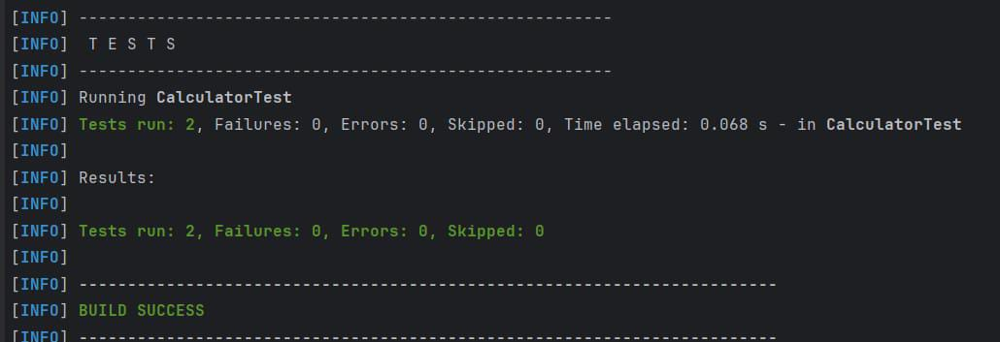 [INFO] -------------------------------------------------------
[INFO]  T E S T S
[INFO] -------------------------------------------------------
[INFO] Running CalculatorTest
[INFO] Tests run: 2, Failures: 0, Errors: 0, Skipped: 0, Time elapsed: 0.068 s - in CalculatorTest
[INFO]
[INFO] Results:
[INFO]
[INFO] Tests run: 2, Failures: 0, Errors: 0, Skipped: 0
[INFO]
[INFO] ------------------------------------------------------------------------
[INFO] BUILD SUCCESS
[INFO] ------------------------------------------------------------------------